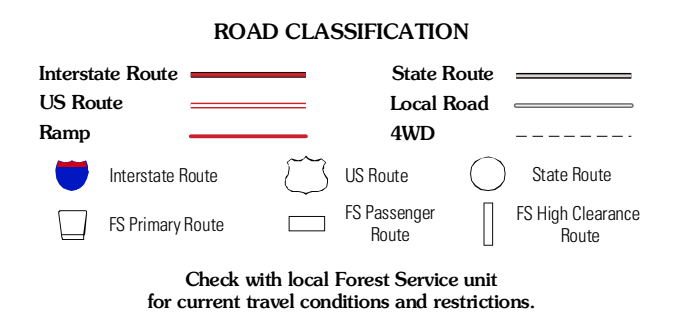 ROAD CLASSIFICATION
Interstate Route
State Route
US Route
Local Road
Ramp
4WD
Interstate Route
US Route
State Route
FS Primary Route
FS Passenger
Route
FS High Clearance
Route
Check with local Forest Service unit
for current travel conditions and restrictions.